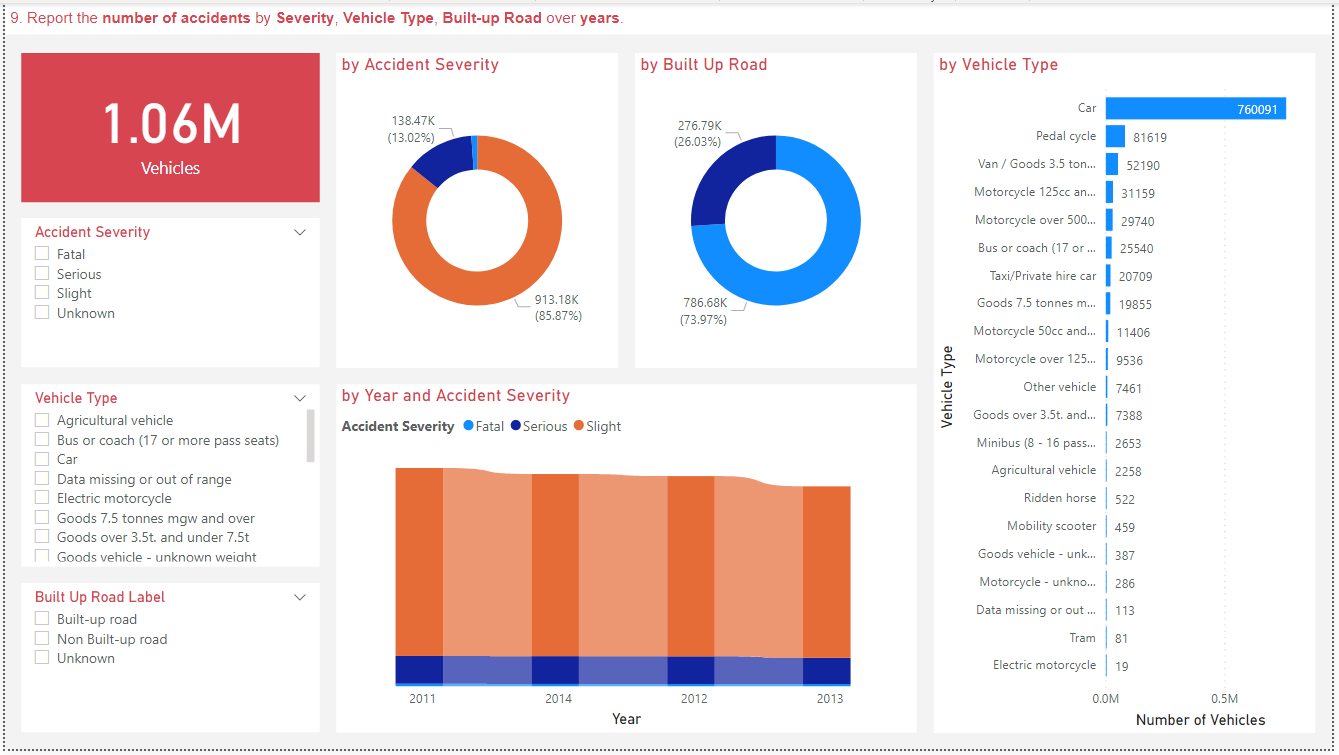 9. Report the number of accidents by Severity, Vehicle Type, Built-up Road over years.
1.06M
Vehicles
Accident Severity
Fatal
Serious
Slight
Unknown
Vehicle Type
Agricultural vehicle
Bus or coach (17 or more pass seats)
Car
Data missing or out of range
Electric motorcycle
Goods 7.5 tonnes mgw and over
Goods over 3.5t. and under 7.5t
Goods vehicle - unknown weight
Built Up Road Label
Built-up road
Non Built-up road
Unknown
by Accident Severity
138.47K
(13.02%)
913.18K
(85.87%)
by Built Up Road
276.79K
(26.03%)
786.68K
(73.97%)
by Year and Accident Severity
Accident Severity Fatal Serious Slight
2011 2014 2012 2013
Year
by Vehicle Type
Vehicle Type
Car 760091
Pedal cycle 81619
Van / Goods 3.5 ton... 52190
Motorcycle 125cc an... 31159
Motorcycle over 500... 29740
Bus or coach (17 or ... 25540
Taxi/Private hire car 20709
Goods 7.5 tonnes m... 19855
Motorcycle 50cc and... 11406
Motorcycle over 125... 9536
Other vehicle 7461
Goods over 3.5t. and... 7388
Minibus (8 - 16 pass... 2653
Agricultural vehicle 2258
Ridden horse 522
Mobility scooter 459
Goods vehicle - unk... 387
Motorcycle - unkno... 286
Data missing or out ... 113
Tram 81
Electric motorcycle 19
0.0M 0.5M
Number of Vehicles